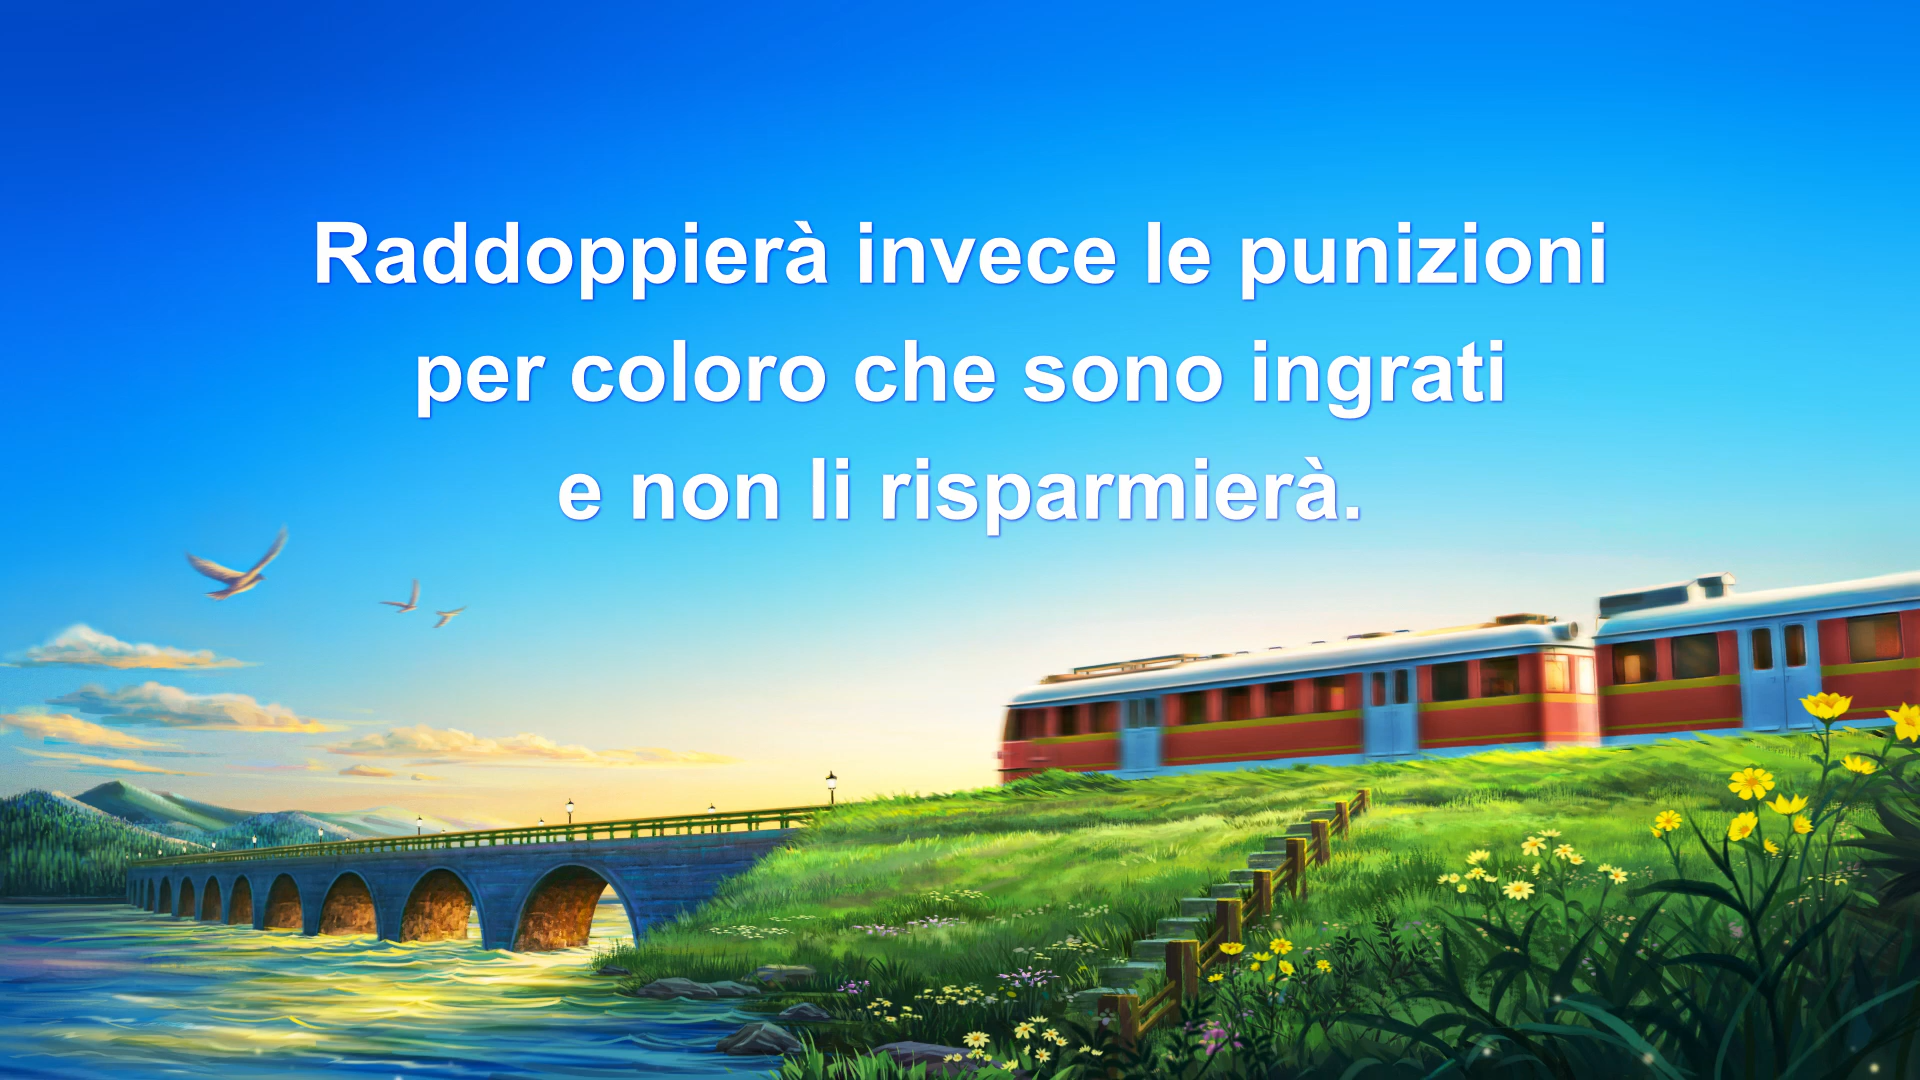 Raddoppierà invece le punizioni
per coloro che sono ingrati
e non li risparmierà.